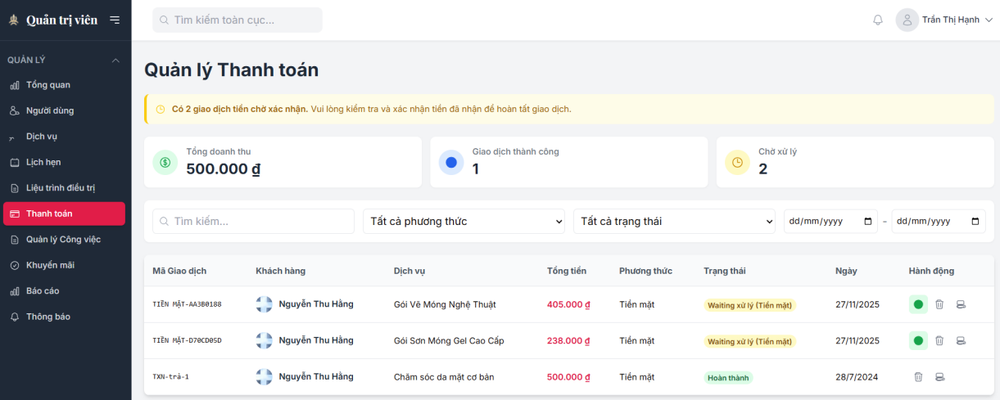 Quản trị viên
Tìm kiếm toàn cục...
Trần Thị Hạnh
QUẢN LÝ
Tổng quan
Người dùng
Dịch vụ
Lịch hẹn
Liệu trình điều trị
Thanh toán
Quản lý Công việc
Khuyến mãi
Báo cáo
Thông báo
Quản lý Thanh toán
Có 2 giao dịch tiền chờ xác nhận. Vui lòng kiểm tra và xác nhận tiền đã nhận để hoàn tất giao dịch.
Tổng doanh thu
500.000 ₫
Giao dịch thành công
1
Chờ xử lý
2
Tìm kiếm...
Tất cả phương thức
Tất cả trạng thái
dd/mm/yyyy - dd/mm/yyyy
Mã Giao dịch Khách hàng Dịch vụ Tổng tiền Phương thức Trạng thái Ngày Hành động
TIỀN MẶT-AA3B0188 Nguyễn Thu Hằng Gói Vẽ Móng Nghệ Thuật 405.000 ₫ Tiền mặt Waiting xử lý (Tiền mặt) 27/11/2025
TIỀN MẶT-D70CD05D Nguyễn Thu Hằng Gói Sơn Móng Gel Cao Cấp 238.000 ₫ Tiền mặt Waiting xử lý (Tiền mặt) 27/11/2025
TXN-trả-1 Nguyễn Thu Hằng Chăm sóc da mặt cơ bản 500.000 ₫ Tiền mặt Hoàn thành 28/7/2024